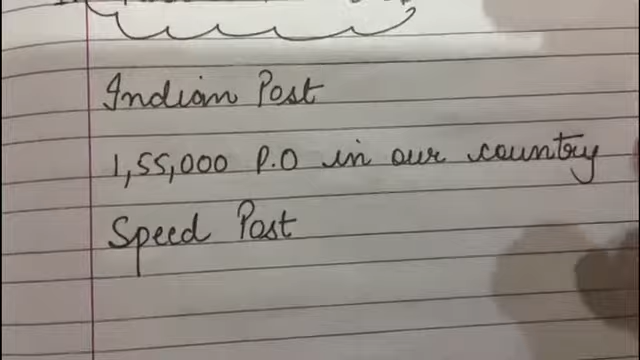 Indian Post
1,55,000 P.O in our country
Speed Post